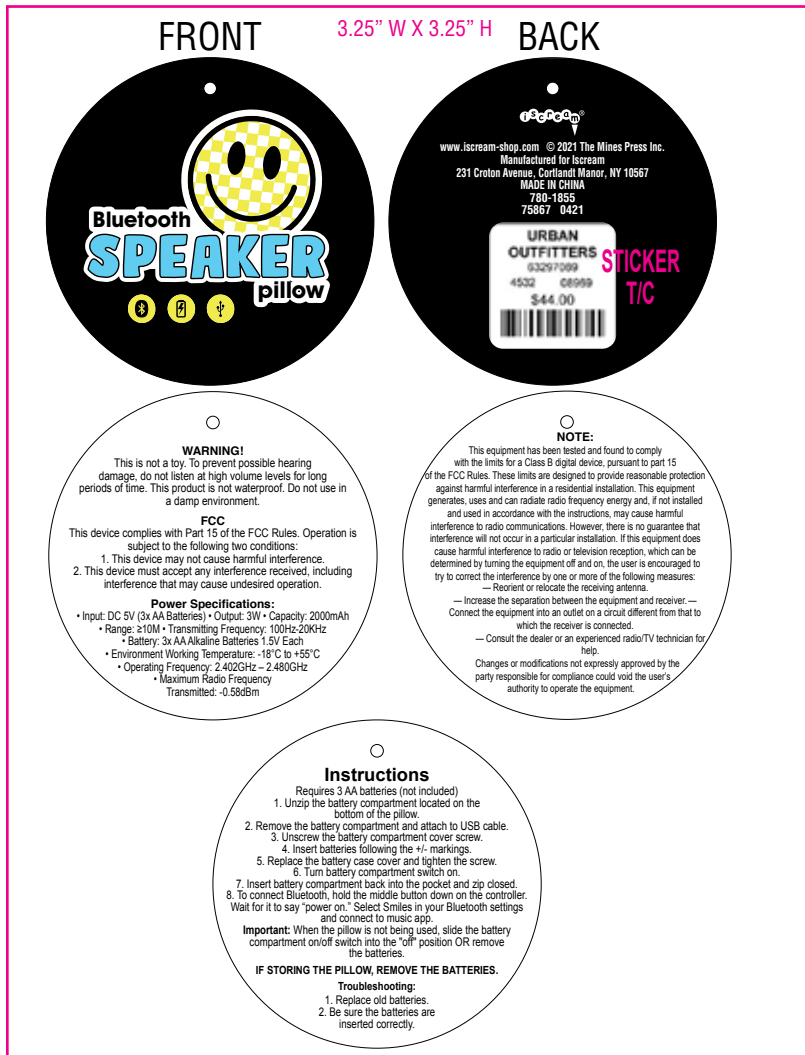 FRONT
3.25” W X 3.25” H
BACK
Bluetooth
SPEAKER
pillow
iscream®
www.iscream-shop.com © 2021 The Mines Press Inc.
Manufactured for Iscream
231 Croton Avenue, Cortlandt Manor, NY 10567
MADE IN CHINA
780-1855
75867 0421
URBAN
OUTFITTERS
63297089
4532 08969
$44.00
STICKER
T/C
WARNING!
This is not a toy. To prevent possible hearing
damage, do not listen at high volume levels for long
periods of time. This product is not waterproof. Do not use in
a damp environment.
FCC
This device complies with Part 15 of the FCC Rules. Operation is
subject to the following two conditions:
1. This device may not cause harmful interference.
2. This device must accept any interference received, including
interference that may cause undesired operation.
Power Specifications:
• Input: DC 5V (3x AA Batteries) • Output: 3W • Capacity: 2000mAh
• Range: ≥10M • Transmitting Frequency: 100Hz-20KHz
• Battery: 3x AA Alkaline Batteries 1.5V Each
• Environment Working Temperature: -18°C to +55°C
• Operating Frequency: 2.402GHz – 2.480GHz
• Maximum Radio Frequency
Transmitted: -0.58dBm
NOTE:
This equipment has been tested and found to comply
with the limits for a Class B digital device, pursuant to part 15
of the FCC Rules. These limits are designed to provide reasonable protection
against harmful interference in a residential installation. This equipment
generates, uses and can radiate radio frequency energy and, if not installed
and used in accordance with the instructions, may cause harmful
interference to radio communications. However, there is no guarantee that
interference will not occur in a particular installation. If this equipment does
cause harmful interference to radio or television reception, which can be
determined by turning the equipment off and on, the user is encouraged to
try to correct the interference by one or more of the following measures:
— Reorient or relocate the receiving antenna.
— Increase the separation between the equipment and receiver. —
Connect the equipment into an outlet on a circuit different from that to
which the receiver is connected.
— Consult the dealer or an experienced radio/TV technician for
help.
Changes or modifications not expressly approved by the
party responsible for compliance could void the user’s
authority to operate the equipment.
Instructions
Requires 3 AA batteries (not included)
1. Unzip the battery compartment located on the
bottom of the pillow.
2. Remove the battery compartment and attach to USB cable.
3. Unscrew the battery compartment cover screw.
4. Insert batteries following the +/- markings.
5. Replace the battery case cover and tighten the screw.
6. Turn battery compartment switch on.
7. Insert battery compartment back into the pocket and zip closed.
8. To connect Bluetooth, hold the middle button down on the controller.
Wait for it to say “power on.” Select Smiles in your Bluetooth settings
and connect to music app.
Important: When the pillow is not being used, slide the battery
compartment on/off switch into the "off" position OR remove
the batteries.
IF STORING THE PILLOW, REMOVE THE BATTERIES.
Troubleshooting:
1. Replace old batteries.
2. Be sure the batteries are
inserted correctly.